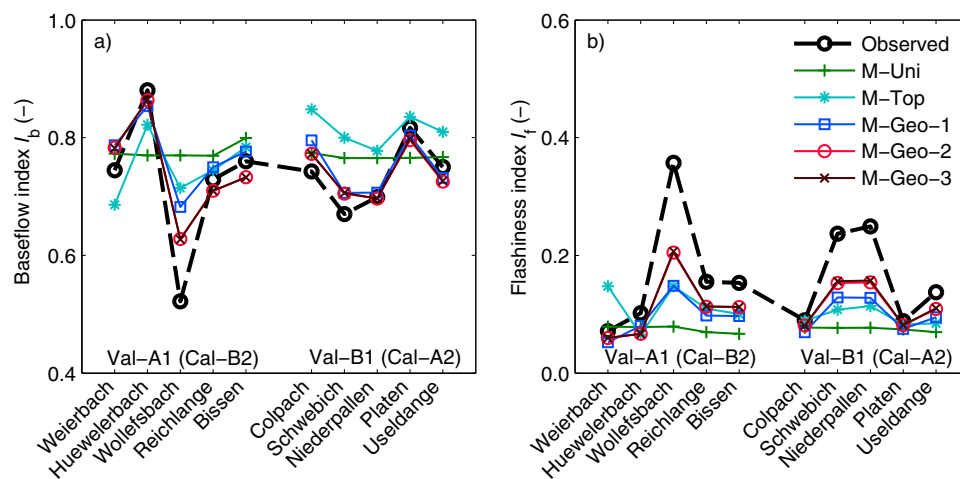 a)
Baseflow index Ib (−)
1.0
0.8
0.6
0.4
Val−A1 (Cal−B2)
Val−B1 (Cal−A2)
Weierbach
Huewelerbach
Wollefsbach
Reichlange
Bissen
Colpach
Schwebich
Niederpallen
Platen
Useldange
b)
Flashiness index If (−)
0.6
0.4
0.2
0.0
Observed
M−Uni
M−Top
M−Geo−1
M−Geo−2
M−Geo−3
Val−A1 (Cal−B2)
Val−B1 (Cal−A2)
Weierbach
Huewelerbach
Wollefsbach
Reichlange
Bissen
Colpach
Schwebich
Niederpallen
Platen
Useldange